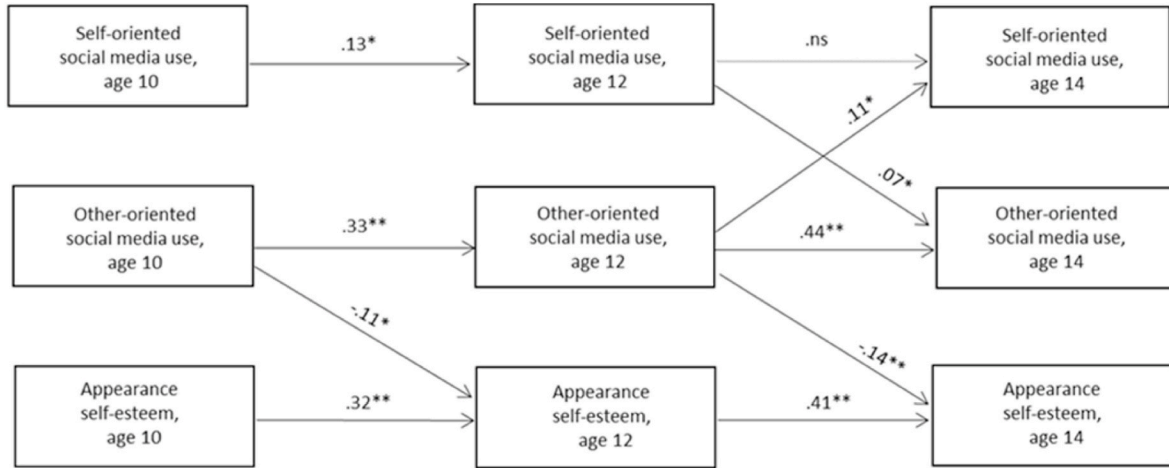 Self-oriented
social media use,
age 10
.13*
Self-oriented
social media use,
age 12
.ns
Self-oriented
social media use,
age 14
.11*
.07*
Other-oriented
social media use,
age 10
.33**
Other-oriented
social media use,
age 12
.44**
Other-oriented
social media use,
age 14
-.11*
-.14**
Appearance
self-esteem,
age 10
.32**
Appearance
self-esteem,
age 12
.41**
Appearance
self-esteem,
age 14